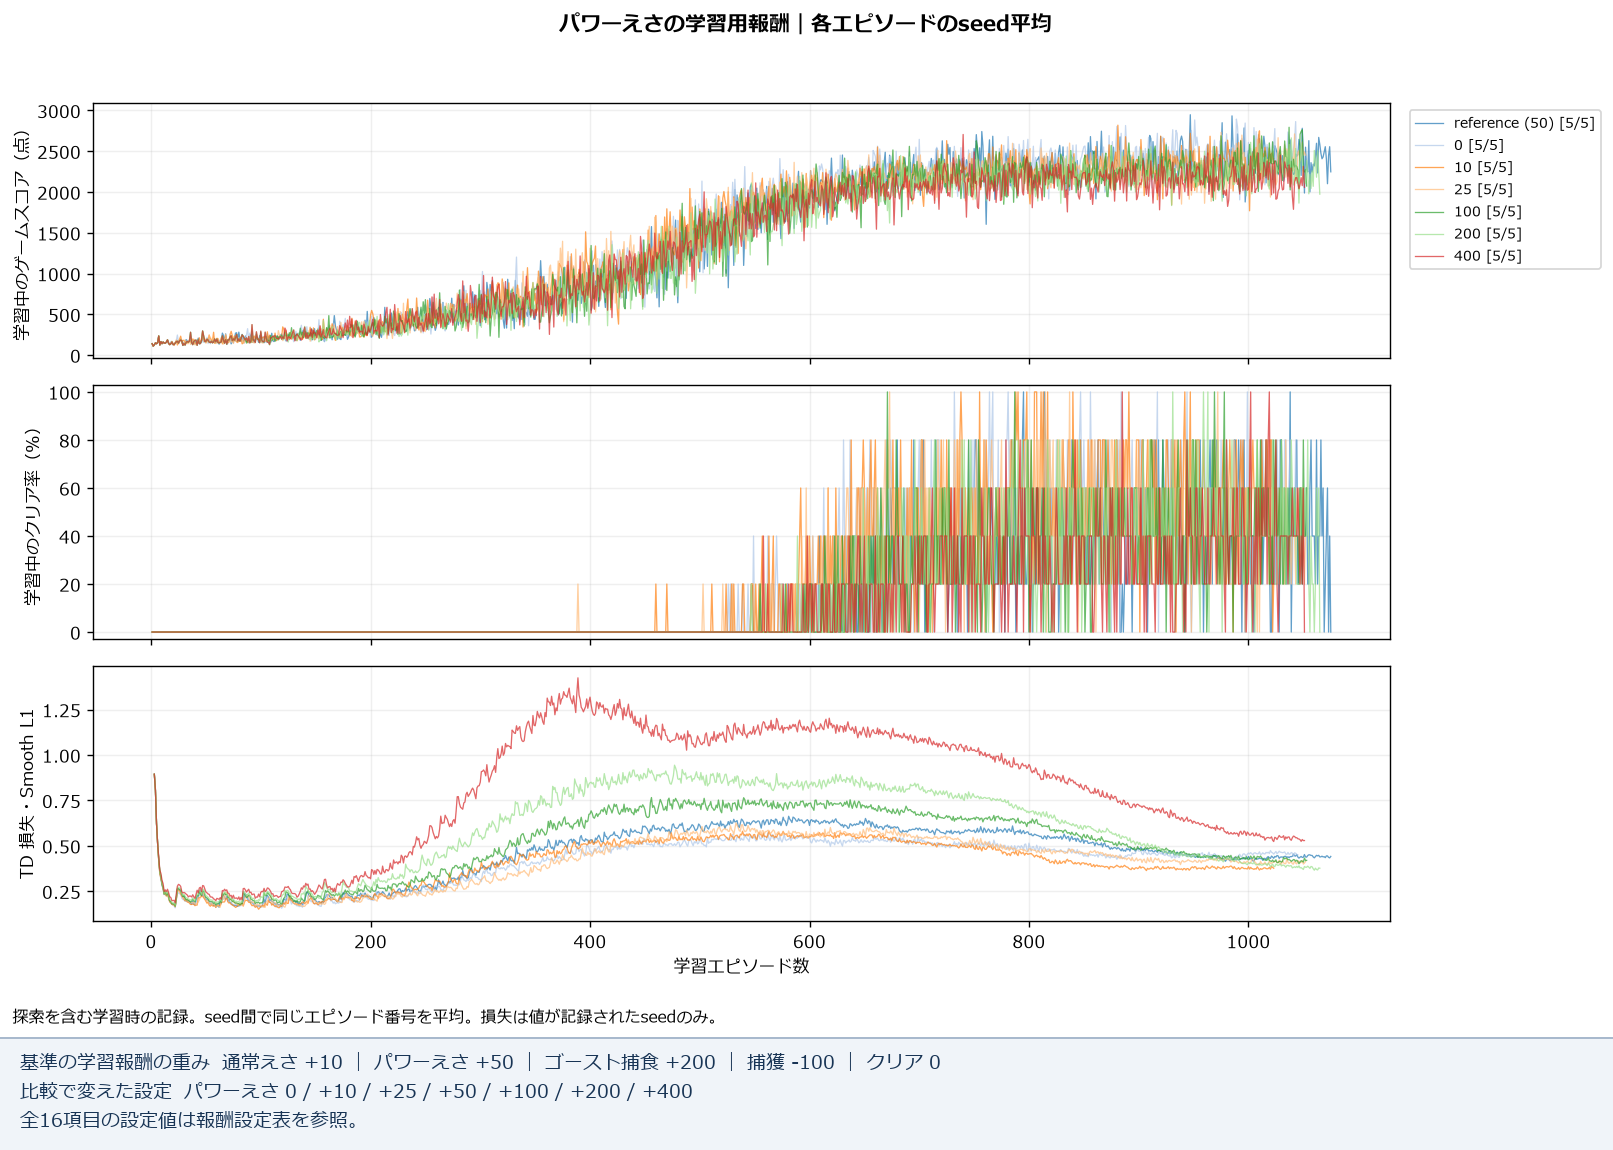 パワーえさの学習用報酬｜各エピソードのseed平均
学習中のゲームスコア（点）
3000
2500
2000
1500
1000
500
0
reference (50) [5/5]
0 [5/5]
10 [5/5]
25 [5/5]
100 [5/5]
200 [5/5]
400 [5/5]
学習中のクリア率（%）
100
80
60
40
20
0
TD 損失・Smooth L1
1.25
1.00
0.75
0.50
0.25
0 200 400 600 800 1000
学習エピソード数
探索を含む学習時の記録。seed間で同じエピソード番号を平均。損失は値が記録されたseedのみ。
基準の学習報酬の重み 通常えさ +10 ｜ パワーえさ +50 ｜ ゴースト捕食 +200 ｜ 捕獲 -100 ｜ クリア 0
比較で変えた設定 パワーえさ 0 / +10 / +25 / +50 / +100 / +200 / +400
全16項目の設定値は報酬設定表を参照。